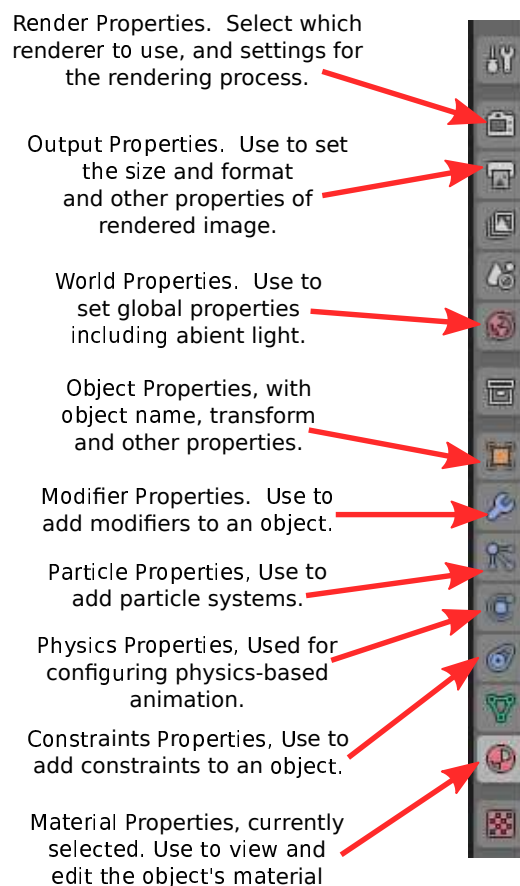 Render Properties.  Select which
renderer to use, and settings for
the rendering process.
Output Properties.  Use to set
the size and format
and other properties of
rendered image.
World Properties.  Use to
set global properties
including abient light.
Object Properties, with
object name, transform
and other properties.
Modifier Properties.  Use to
add modifiers to an object.
Particle Properties, Use to
add particle systems.
Physics Properties, Used for
configuring physics-based
animation.
Constraints Properties, Use to
add constraints to an object.
Material Properties, currently
selected. Use to view and
edit the object's material